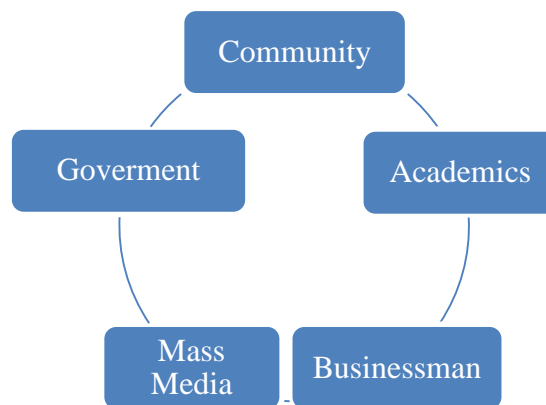 Community
Goverment
Academics
Mass
Media
Businessman